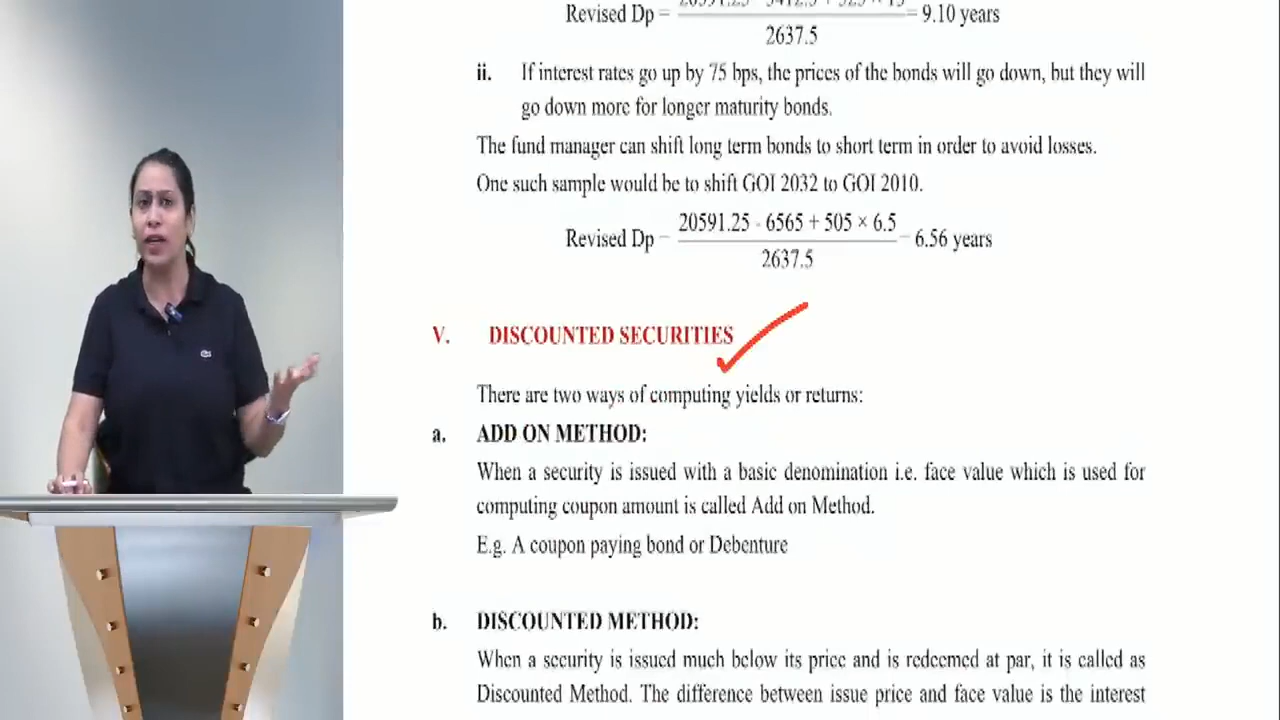 Revised Dp = = 9.10 years
2637.5
ii. If interest rates go up by 75 bps, the prices of the bonds will go down, but they will
go down more for longer maturity bonds.
The fund manager can shift long term bonds to short term in order to avoid losses.
One such sample would be to shift GOI 2032 to GOI 2010.
20591.25 - 6565 + 505 × 6.5
Revised Dp = = 6.56 years
2637.5
V. DISCOUNTED SECURITIES
There are two ways of computing yields or returns:
a. ADD ON METHOD:
When a security is issued with a basic denomination i.e. face value which is used for
computing coupon amount is called Add on Method.
E.g. A coupon paying bond or Debenture
b. DISCOUNTED METHOD:
When a security is issued much below its price and is redeemed at par, it is called as
Discounted Method. The difference between issue price and face value is the interest